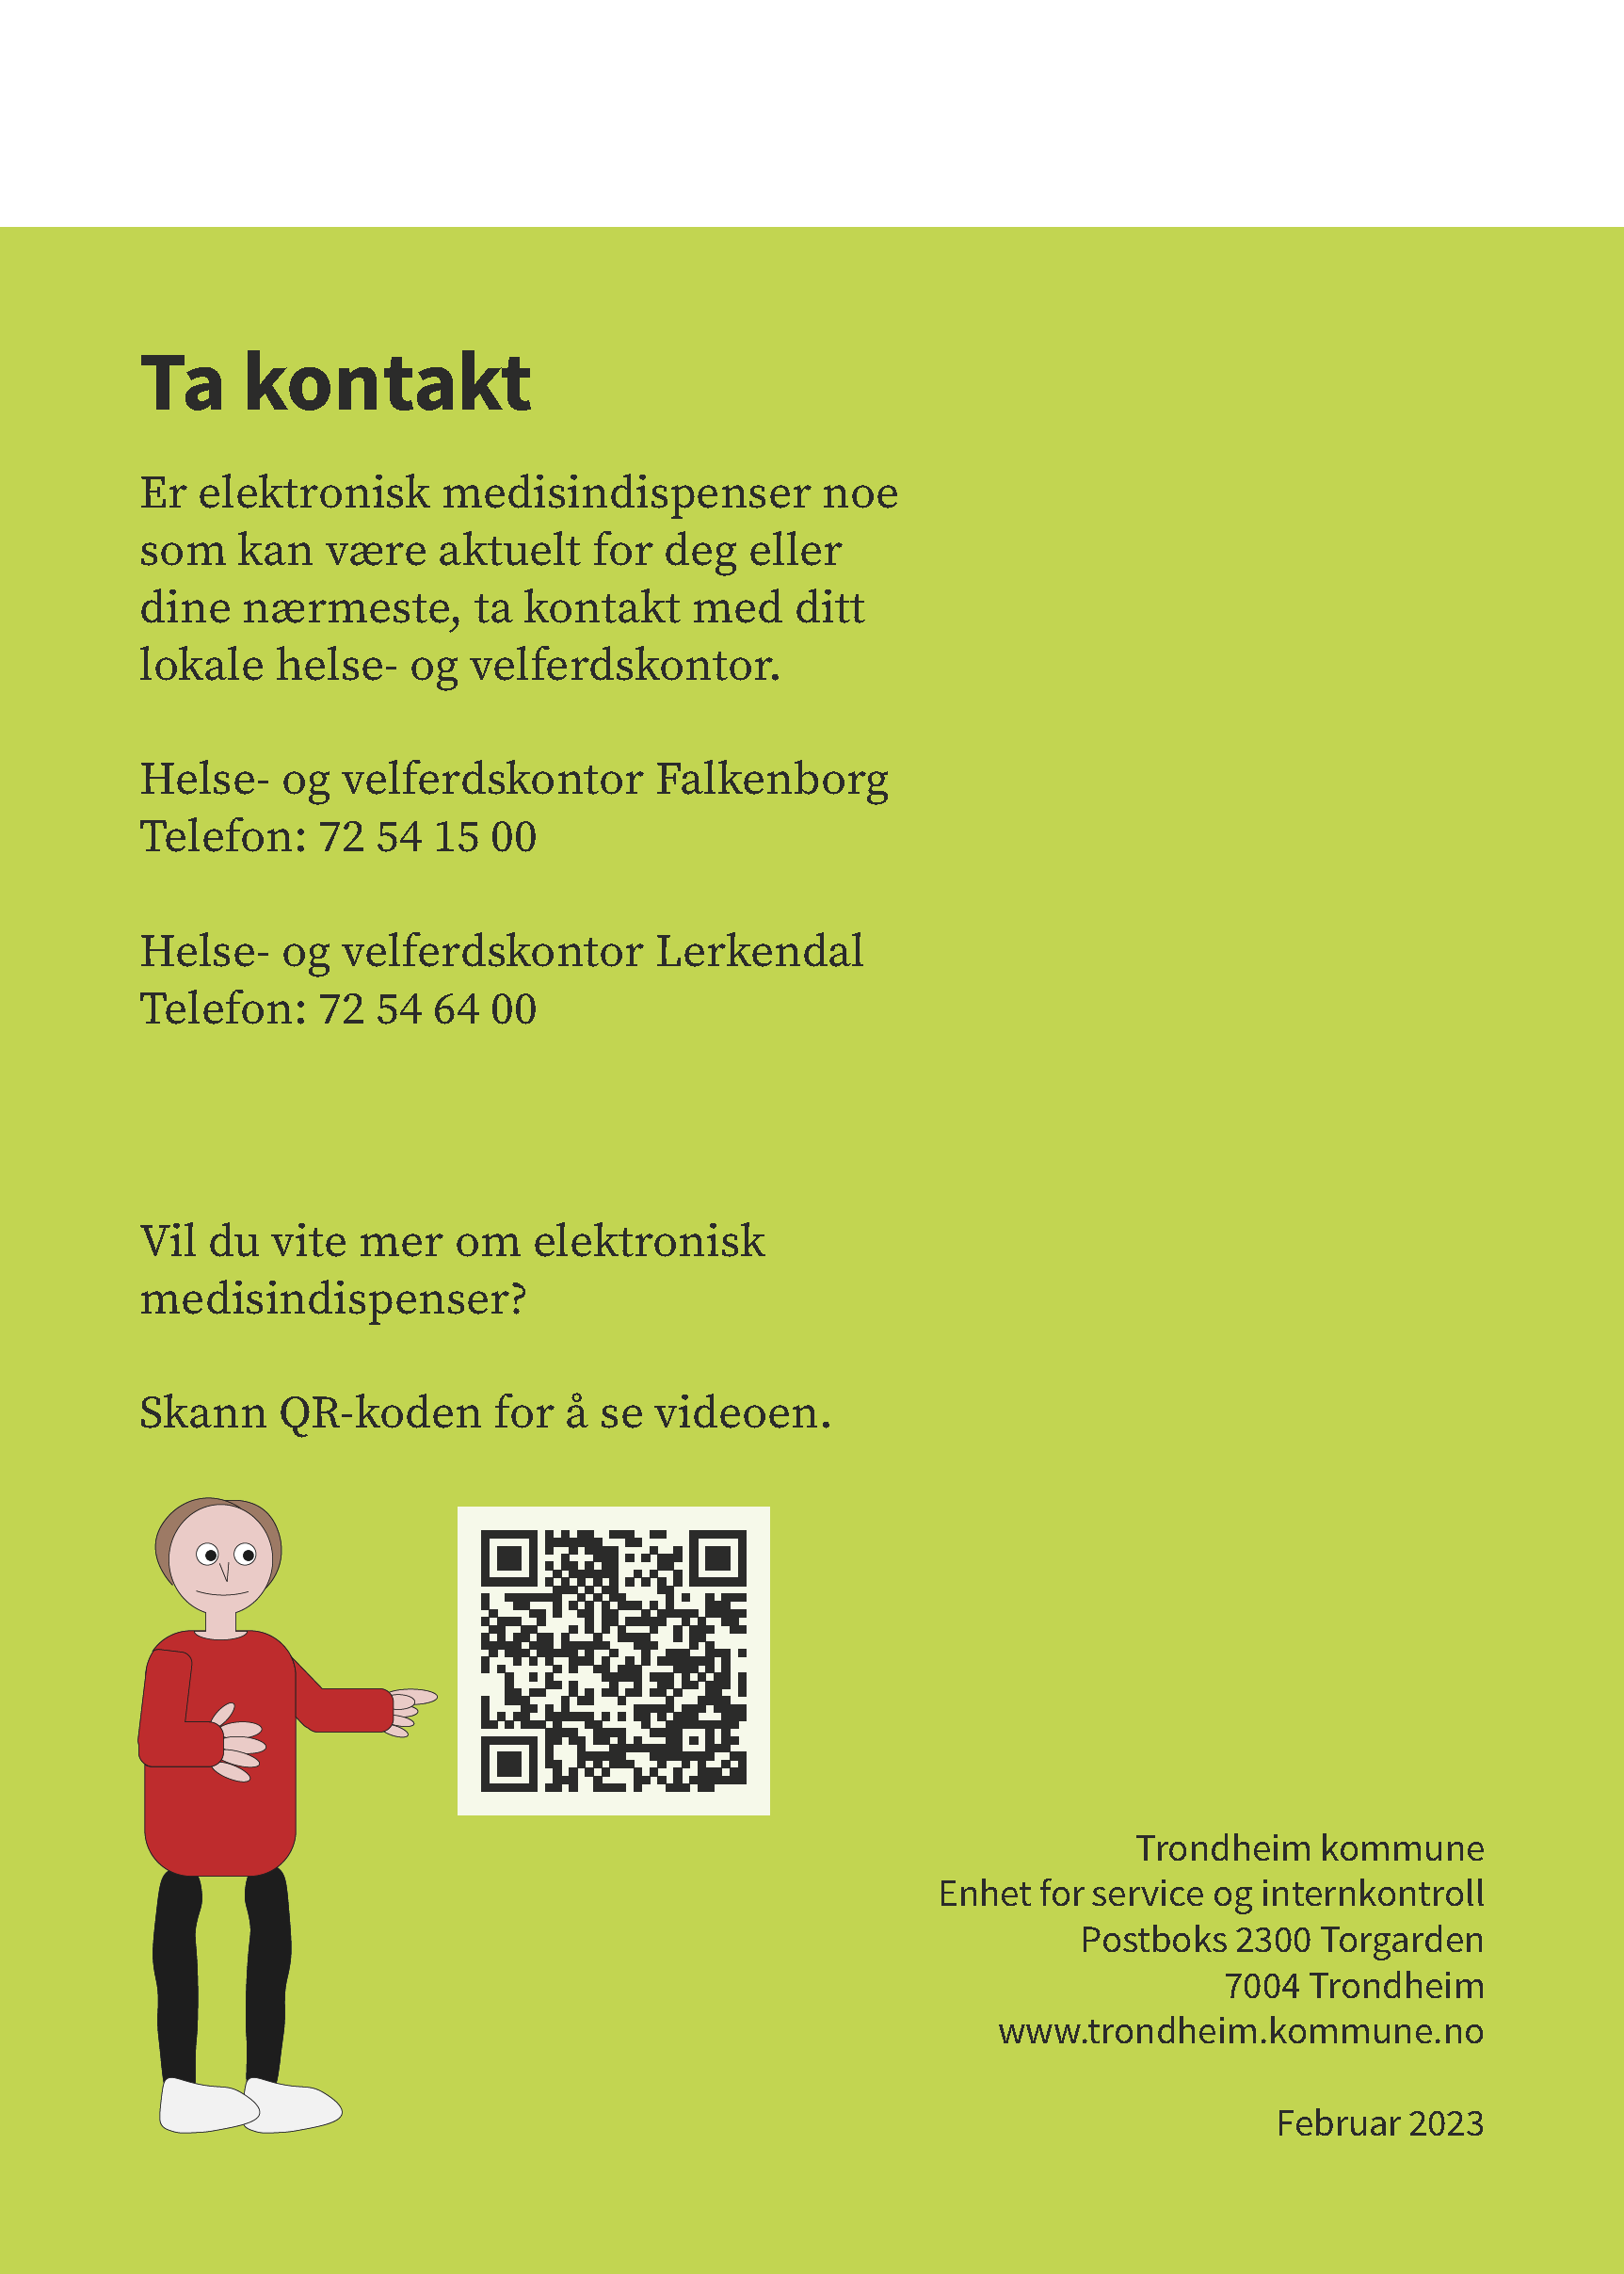 Ta kontakt
Er elektronisk medisindispenser noe
som kan være aktuelt for deg eller
dine nærmeste, ta kontakt med ditt
lokale helse- og velferdskontor.
Helse- og velferdskontor Falkenborg
Telefon: 72 54 15 00
Helse- og velferdskontor Lerkendal
Telefon: 72 54 64 00
Vil du vite mer om elektronisk
medisindispenser?
Skann QR-koden for å se videoen.
Trondheim kommune
Enhet for service og internkontroll
Postboks 2300 Torgarden
7004 Trondheim
www.trondheim.kommune.no
Februar 2023